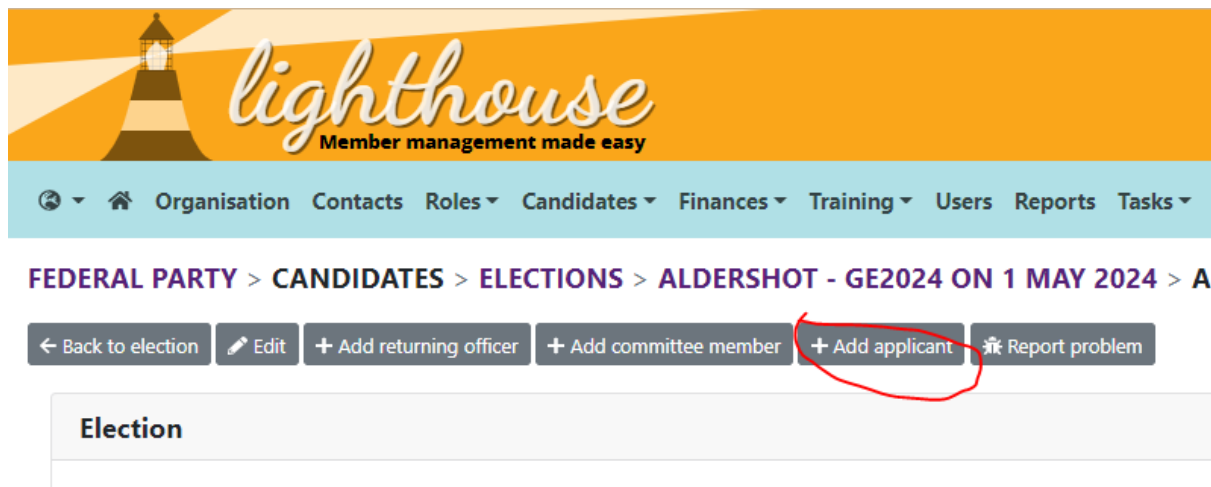 lighthouse
Member management made easy
Organisation Contacts Roles Candidates Finances Training Users Reports Tasks
FEDERAL PARTY > CANDIDATES > ELECTIONS > ALDERSHOT - GE2024 ON 1 MAY 2024 > A
Back to election Edit + Add returning officer + Add committee member + Add applicant Report problem
Election